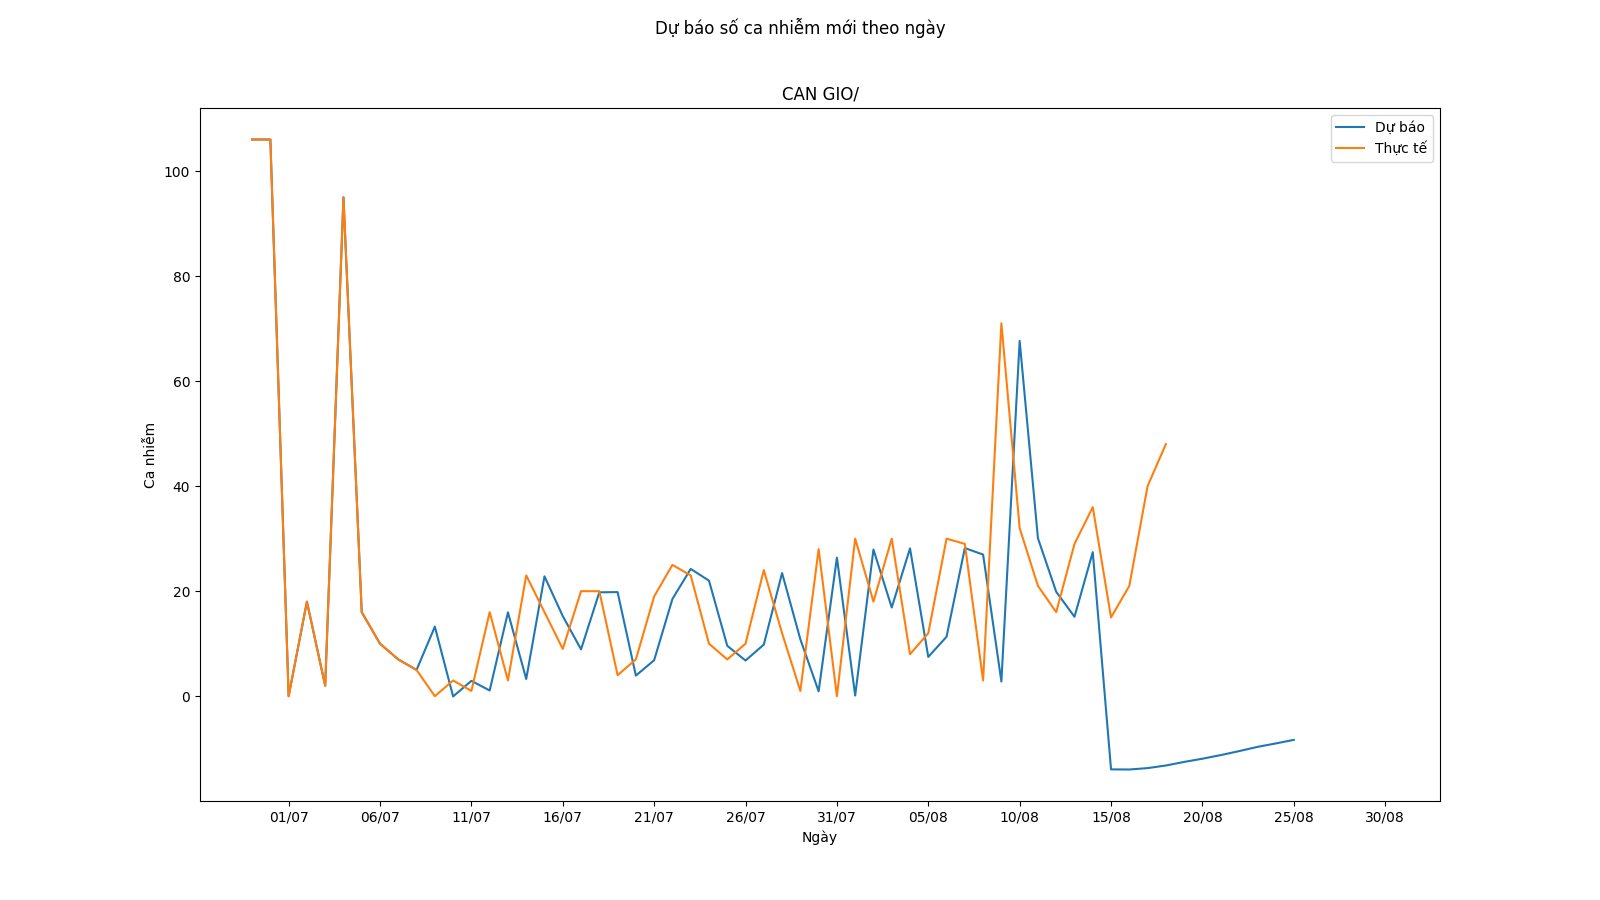 Dự báo số ca nhiễm mới theo ngày
CAN GIO/
Dự báo
Thực tế
100
80
60
40
20
0
Ca nhiễm
01/07 06/07 11/07 16/07 21/07 26/07 31/07 05/08 10/08 15/08 20/08 25/08 30/08
Ngày